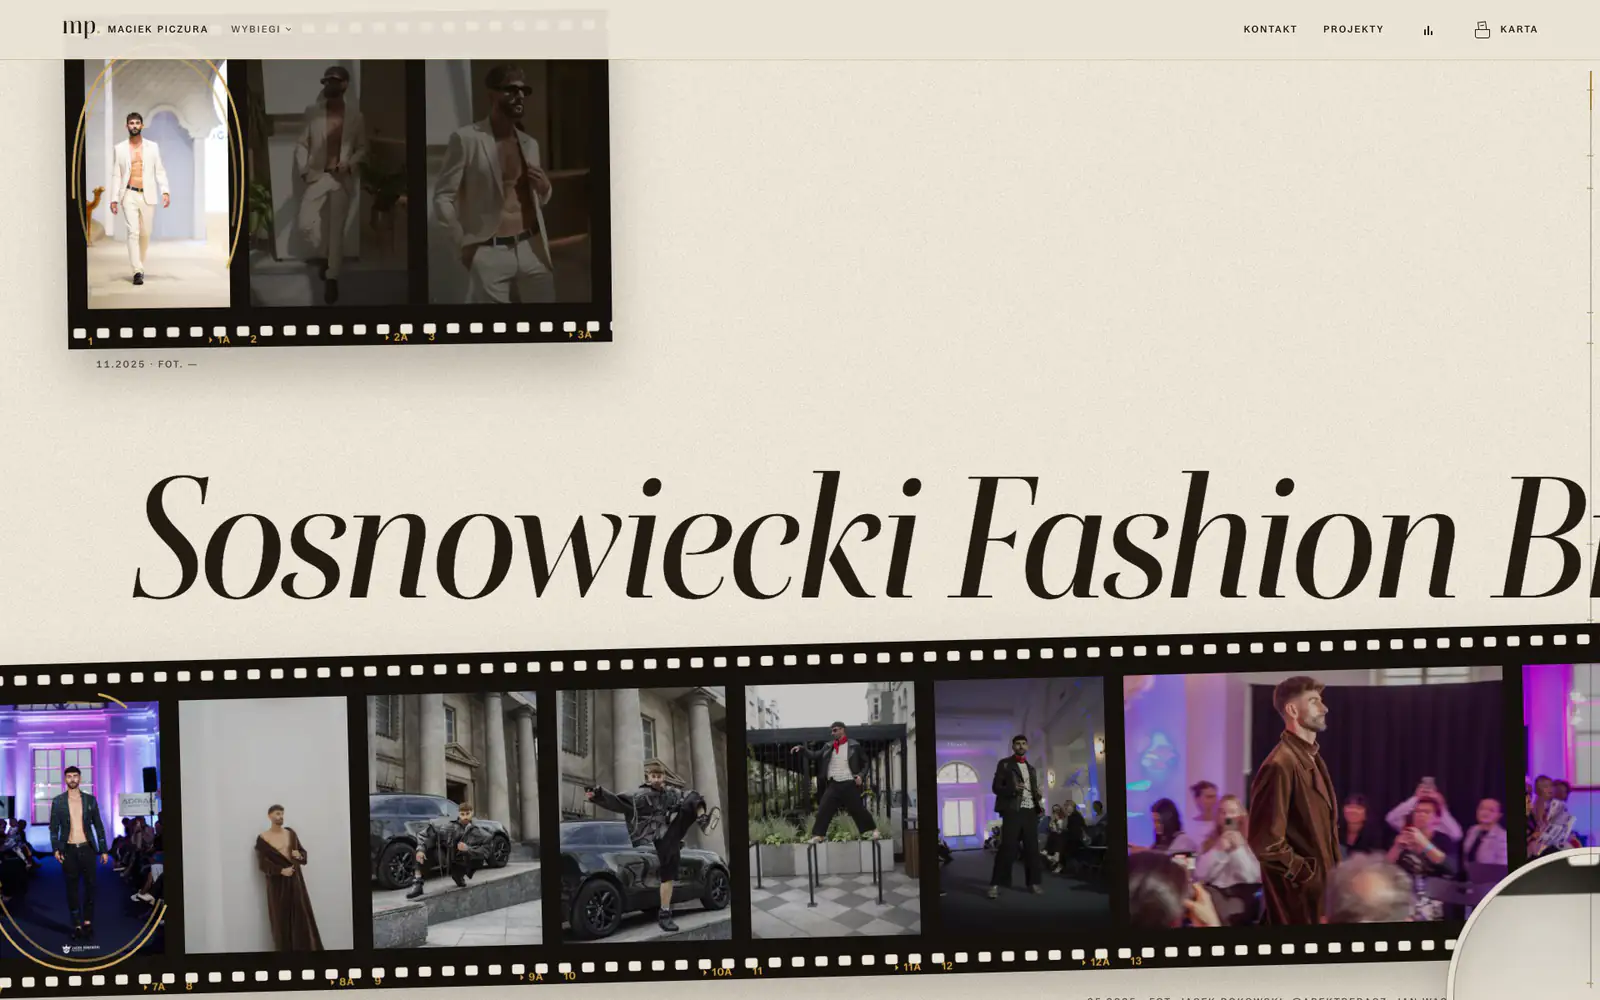 mp. MACIEK PICZURA WYBIEGI KONTAKT PROJEKTY KARTA
1 1A 2 2A 3 3A
11.2025 · FOT. —
Sosnowiecki Fashion
7A 8 8A 9 9A 10 10A 11 11A 12 12A 13